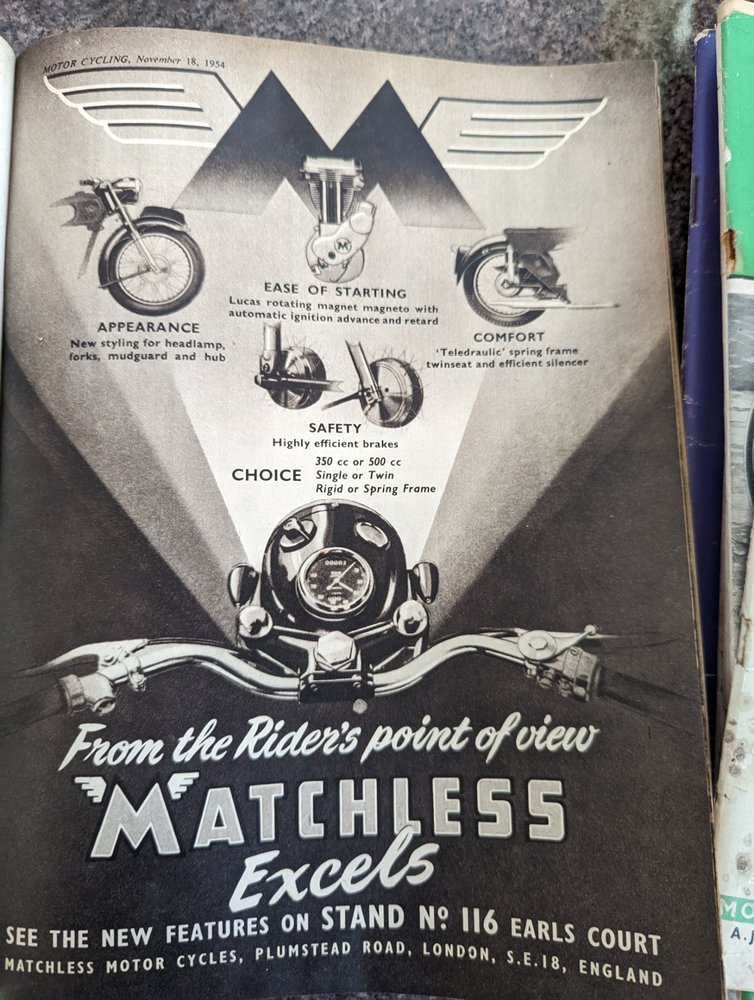 MOTOR CYCLING, November 18, 1954
M
EASE OF STARTING
Lucas rotating magnet magneto with
automatic ignition advance and retard
APPEARANCE
New styling for headlamp,
forks, mudguard and hub
COMFORT
'Teledraulic' spring frame
twinseat and efficient silencer
SAFETY
Highly efficient brakes
CHOICE
350 cc or 500 cc
Single or Twin
Rigid or Spring Frame
From the Rider's point of view
MATCHLESS
Excels
SEE THE NEW FEATURES ON STAND No 116 EARLS COURT
MATCHLESS MOTOR CYCLES, PLUMSTEAD ROAD, LONDON, S.E.18, ENGLAND
MO
A.J